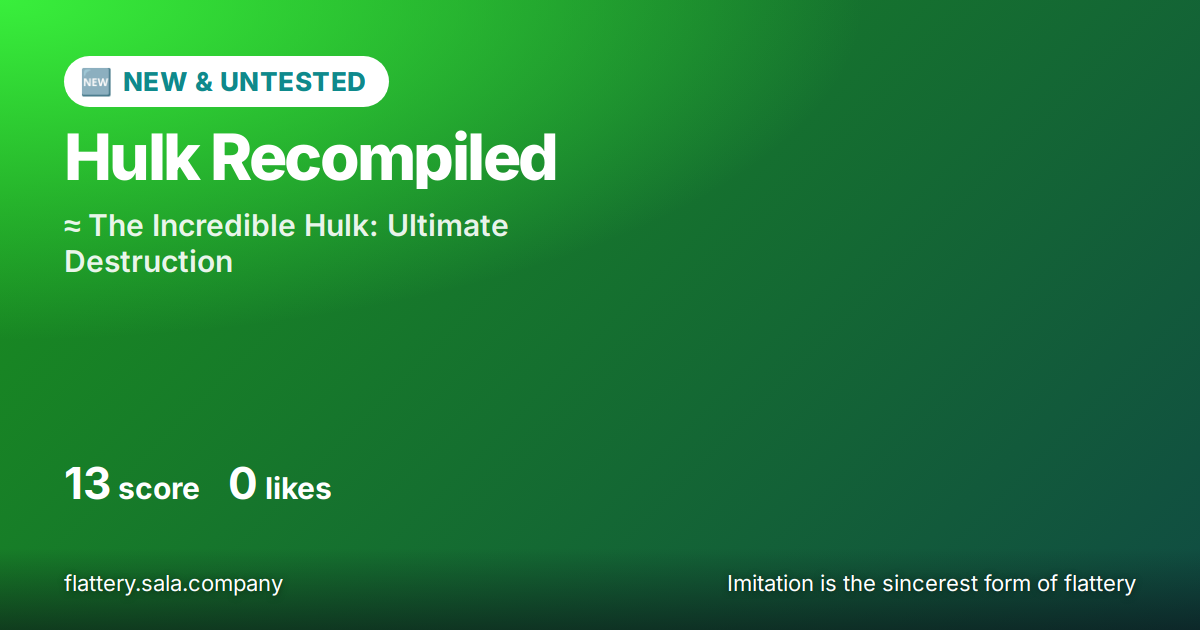 🆕 NEW & UNTESTED
Hulk Recompiled
≈ The Incredible Hulk: Ultimate
Destruction
13 score 0 likes
flattery.sala.company
Imitation is the sincerest form of flattery